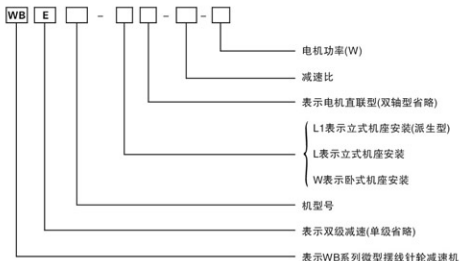 WB E - - -
电机功率(W)
减速比
表示电机直联型(双轴型省略)
L1表示立式机座安装(派生型)
L表示立式机座安装
W表示卧式机座安装
机型号
表示双级减速(单级省略)
表示WB系列微型摆线针轮减速机